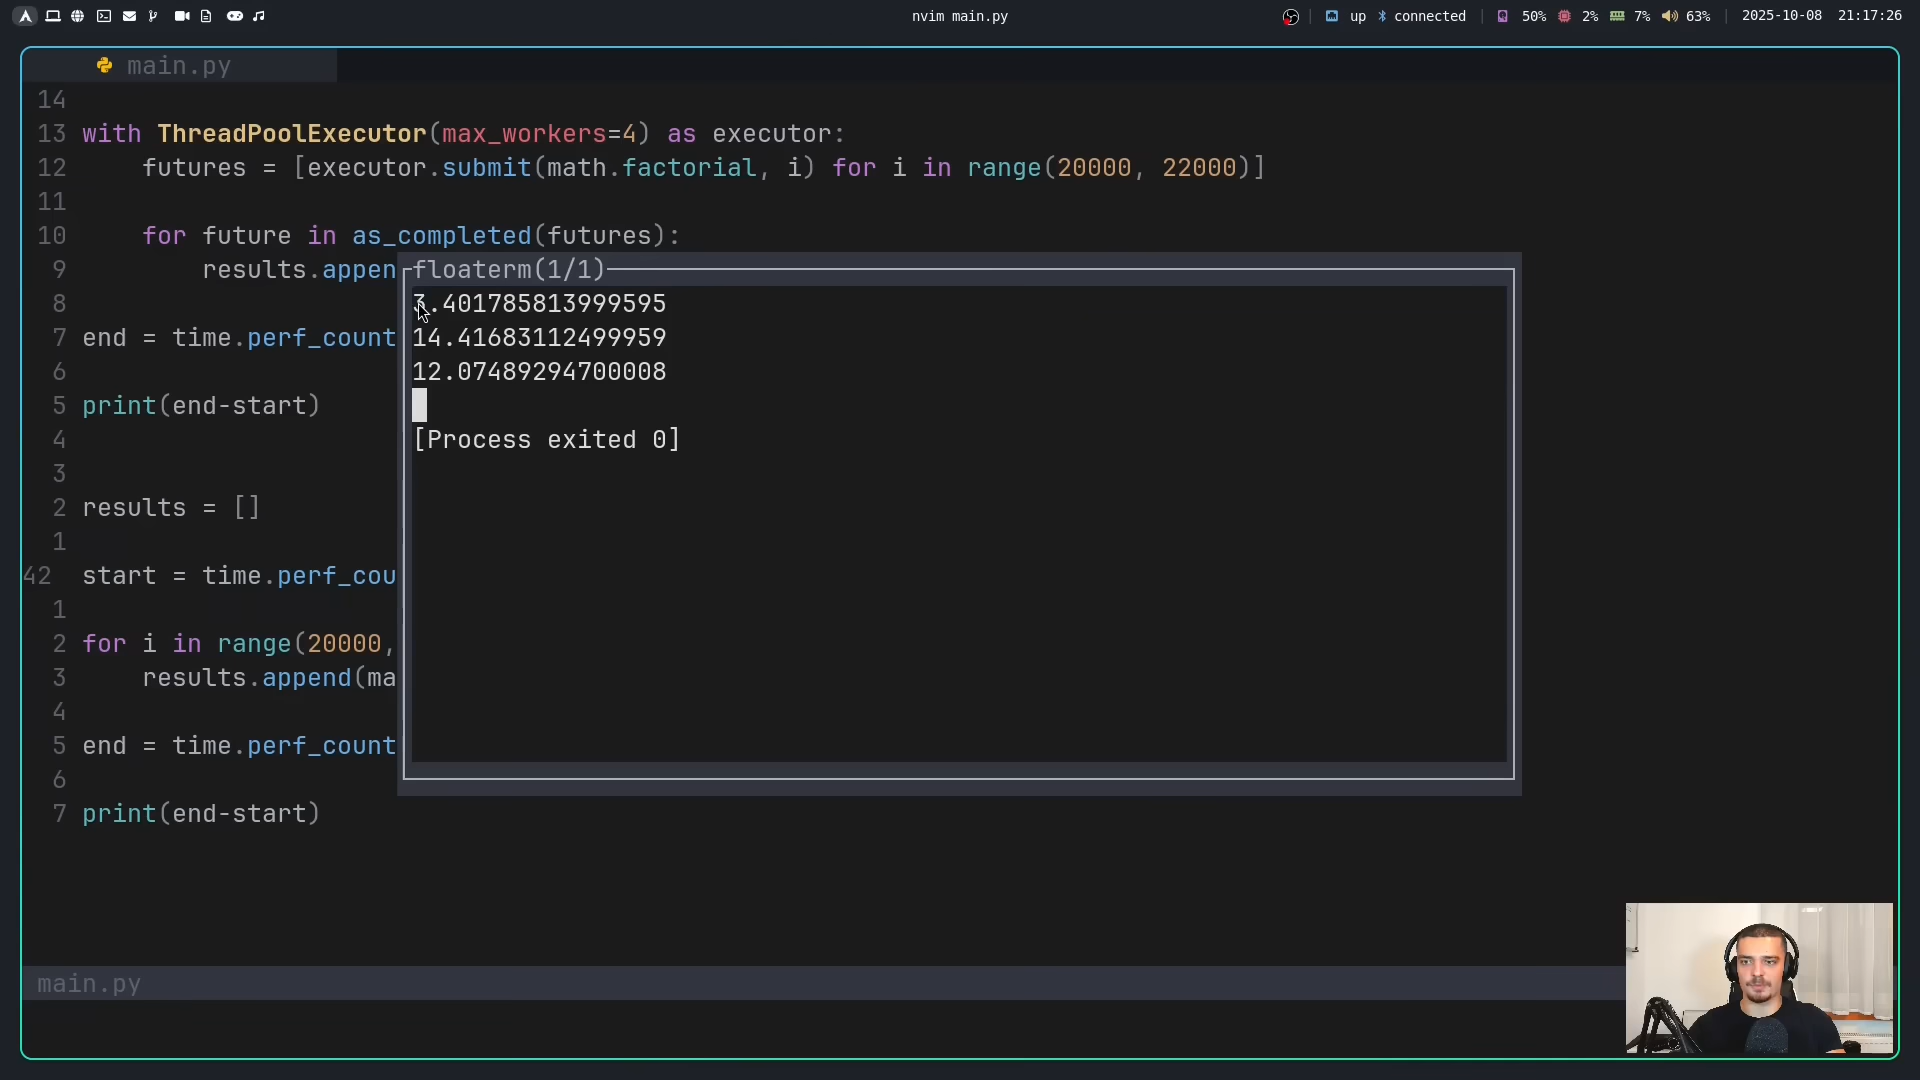 nvim main.py
up connected 50% 2% 7% 63% 2025-10-08 21:17:26
main.py
14
13 with ThreadPoolExecutor(max_workers=4) as executor:
12 futures = [executor.submit(math.factorial, i) for i in range(20000, 22000)]
11
10 for future in as_completed(futures):
9 results.appen
floaterm(1/1)
8
3.401785813999595
7 end = time.perf_count
14.41683112499959
6
12.07489294700008
5 print(end-start)
4
[Process exited 0]
3
2 results = []
1
42 start = time.perf_cou
1
2 for i in range(20000,
3 results.append(ma
4
5 end = time.perf_count
6
7 print(end-start)
main.py